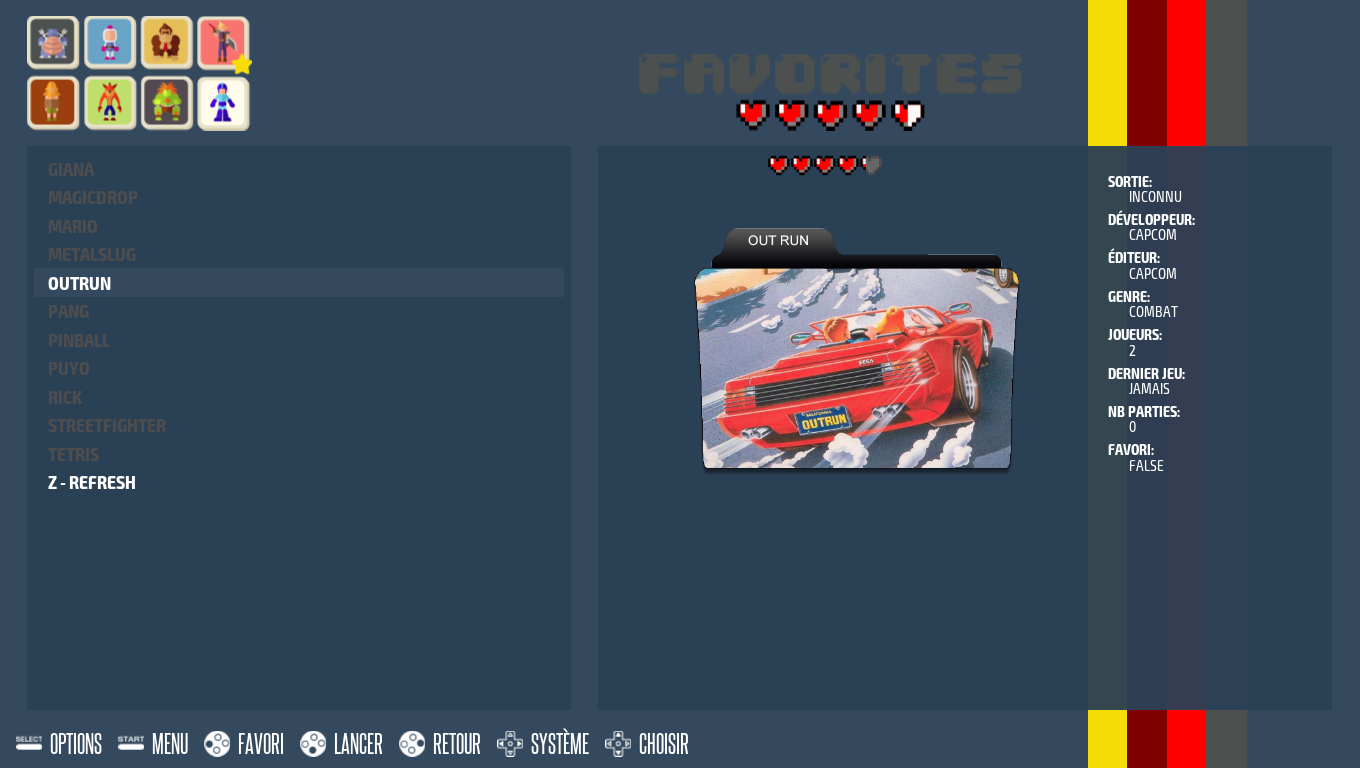 FAVORITES
GIANA
MAGICDROP
MARIO
METALSLUG
OUTRUN
PANG
PINBALL
PUYO
RICK
STREETFIGHTER
TETRIS
Z - REFRESH
OUT RUN
SEGA
CALIFORNIA
OUTRUN
SORTIE:
INCONNU
DÉVELOPPEUR:
CAPCOM
ÉDITEUR:
CAPCOM
GENRE:
COMBAT
JOUEURS:
2
DERNIER JEU:
JAMAIS
NB PARTIES:
0
FAVORI:
FALSE
SELECT OPTIONS START MENU FAVORI LANCER RETOUR SYSTÈME CHOISIR